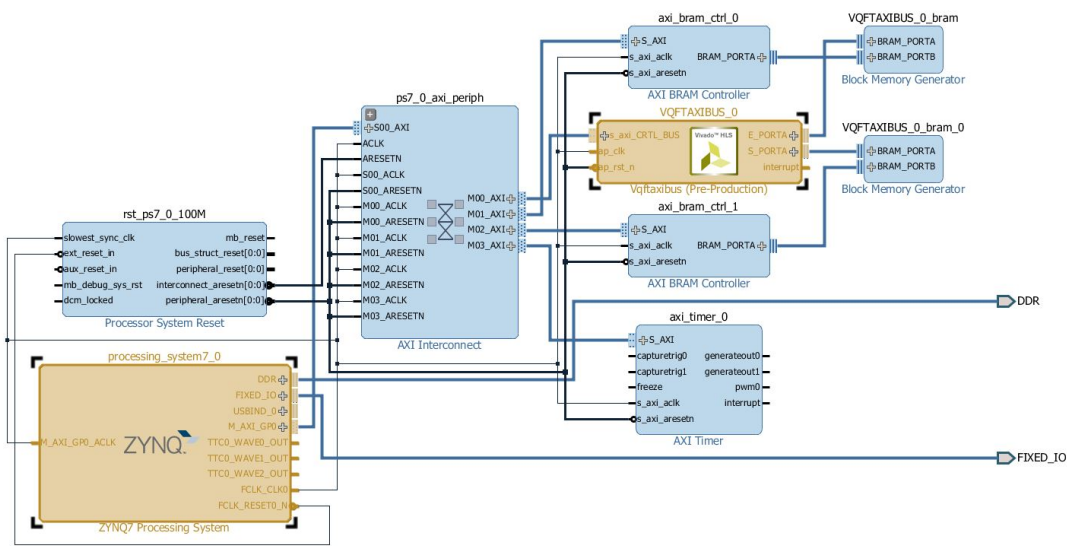 axi_bram_ctrl_0
S_AXI
s_axi_aclk
s_axi_aresetn
BRAM_PORTA
AXI BRAM Controller
VQFTAXIBUS_0_bram
BRAM_PORTA
BRAM_PORTB
Block Memory Generator
ps7_0_axi_periph
S00_AXI
ACLK
ARESETN
S00_ACLK
S00_ARESETN
M00_ACLK
M00_ARESETN
M01_ACLK
M01_ARESETN
M02_ACLK
M02_ARESETN
M03_ACLK
M03_ARESETN
M00_AXI
M01_AXI
M02_AXI
M03_AXI
AXI Interconnect
VQFTAXIBUS_0
s_axi_CRTL_BUS
ap_clk
ap_rst_n
Vivado™ HLS
E_PORTA
S_PORTA
interrupt
Vqftaxibus (Pre-Production)
VQFTAXIBUS_0_bram_0
BRAM_PORTA
BRAM_PORTB
Block Memory Generator
rst_ps7_0_100M
slowest_sync_clk
ext_reset_in
aux_reset_in
mb_debug_sys_rst
dcm_locked
mb_reset
bus_struct_reset[0:0]
peripheral_reset[0:0]
interconnect_aresetn[0:0]
peripheral_aresetn[0:0]
Processor System Reset
axi_bram_ctrl_1
S_AXI
s_axi_aclk
s_axi_aresetn
BRAM_PORTA
AXI BRAM Controller
DDR
axi_timer_0
S_AXI
capturetrig0
capturetrig1
freeze
s_axi_aclk
s_axi_aresetn
generateout0
generateout1
pwm0
interrupt
AXI Timer
processing_system7_0
M_AXI_GP0_ACLK
ZYNQ
DDR
FIXED_IO
USBIND_0
M_AXI_GP0
TTC0_WAVE0_OUT
TTC0_WAVE1_OUT
TTC0_WAVE2_OUT
FCLK_CLK0
FCLK_RESET0_N
ZYNQ7 Processing System
FIXED_IO